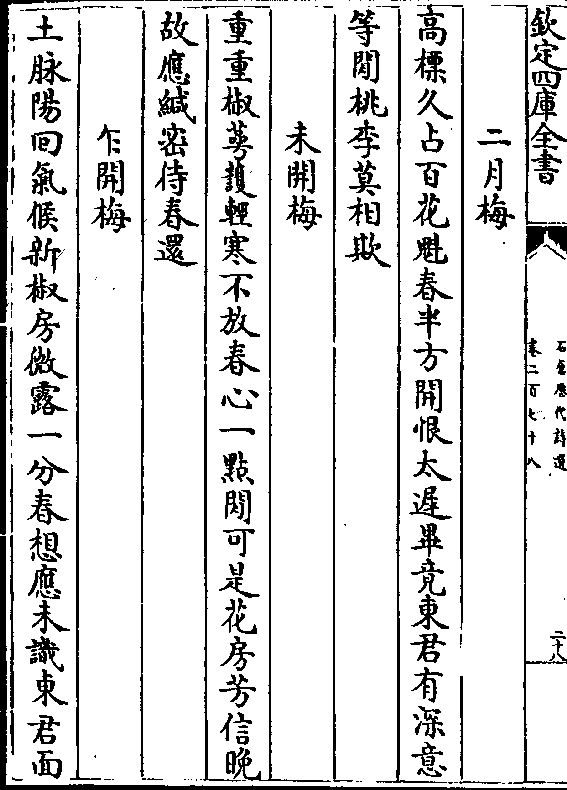 欽定四庫全書
石倉歷代詩選
卷二百七十八
二十八
二月梅
高標久占百花魁春半方開恨太遲畢竟東君有深意
等閒桃李莫相欺
未開梅
重重椒萼護輕寒不放春心一點閒可是花房芳信晚
故應緘密待春還
乍開梅
土脉陽回氣候新椒房微露一分春想應未識東君面